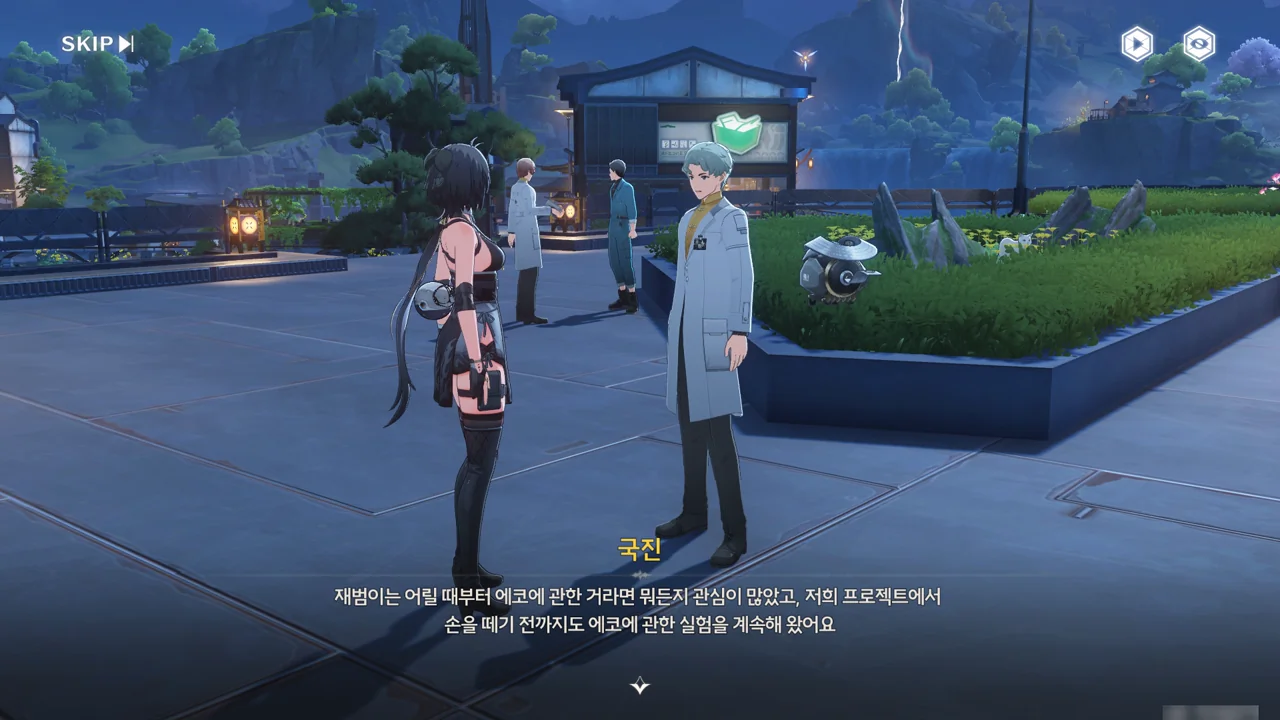 SKIP
국진
재범이는 어릴 때부터 에코에 관한 거라면 뭐든지 관심이 많았고, 저희 프로젝트에서
손을 떼기 전까지도 에코에 관한 실험을 계속해 왔어요